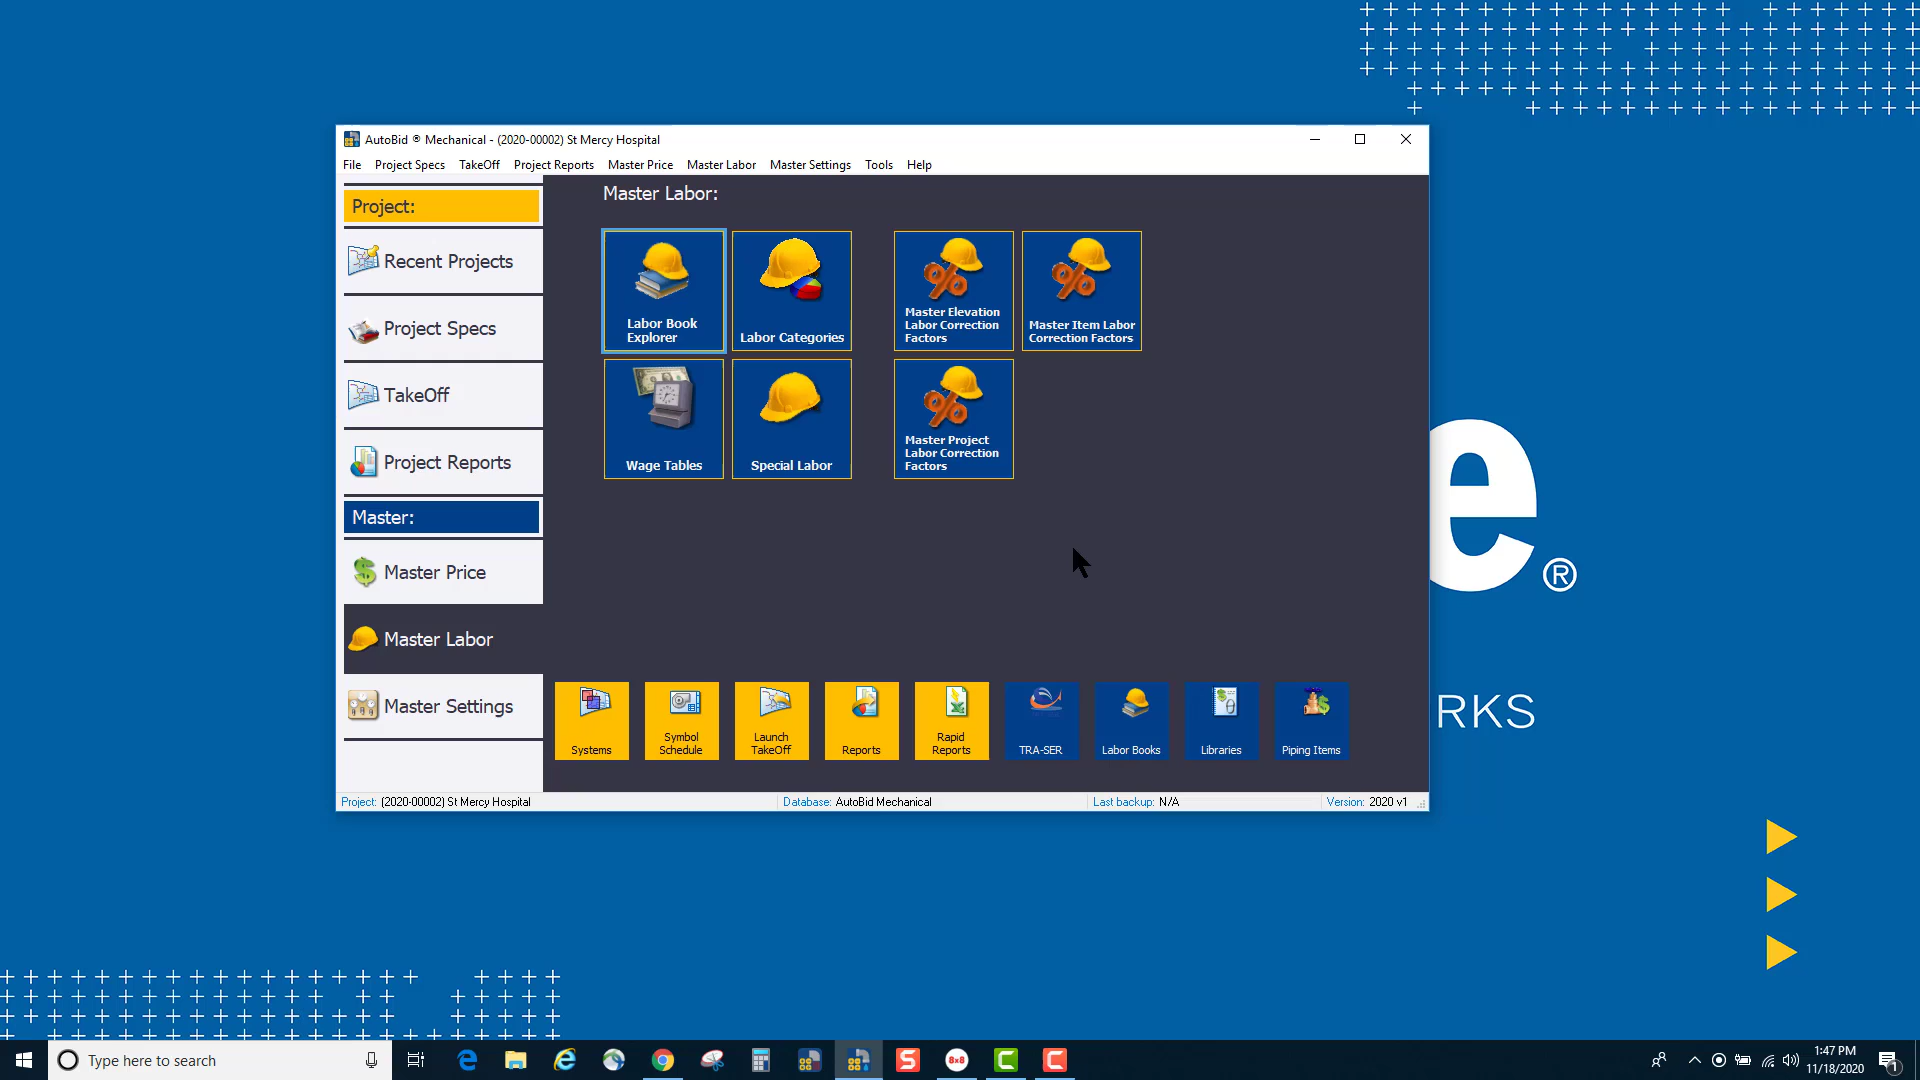 AutoBid ® Mechanical - (2020-00002) St Mercy Hospital
File Project Specs TakeOff Project Reports Master Price Master Labor Master Settings Tools Help
Project:
Recent Projects
Project Specs
TakeOff
Project Reports
Master:
Master Price
Master Labor
Master Settings
Master Labor:
Labor Book
Explorer
Labor Categories
Master Elevation
Labor Correction
Factors
Master Item Labor
Correction Factors
Wage Tables
Special Labor
Master Project
Labor Correction
Factors
Systems
Symbol
Schedule
Launch
TakeOff
Reports
Rapid
Reports
TRA-SER
Labor Books
Libraries
Piping Items
Project: (2020-00002) St Mercy Hospital
Database: AutoBid Mechanical
Last backup: N/A
Version: 2020 v1
e®
RKS
Type here to search
8x8
1:47 PM
11/18/2020
1